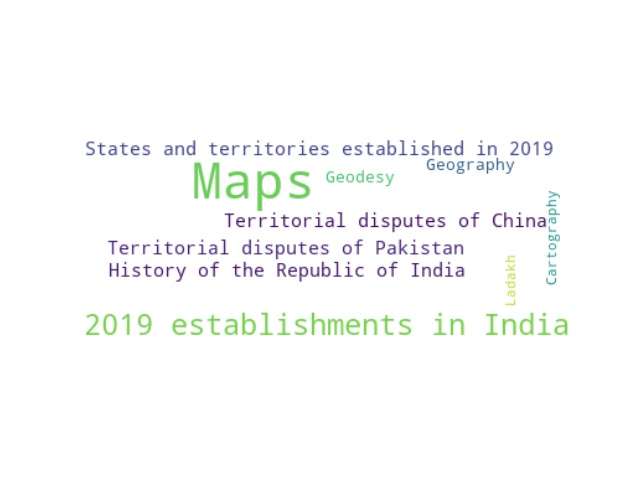 States and territories established in 2019
Geography
Maps
Geodesy
Territorial disputes of China
Cartography
Territorial disputes of Pakistan
History of the Republic of India
Ladakh
2019 establishments in India